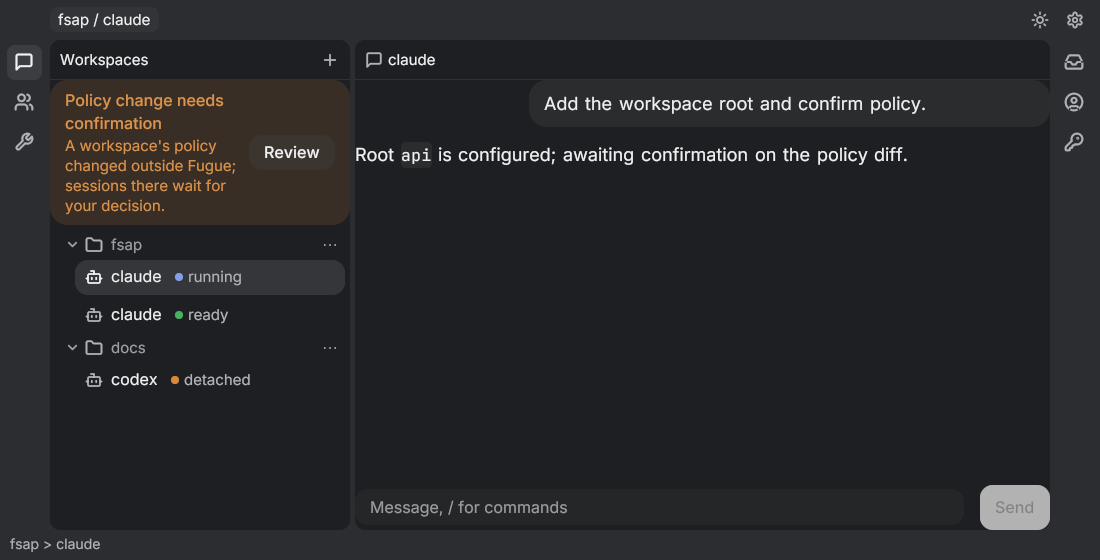 fsap / claude
Workspaces
Policy change needs
confirmation
A workspace's policy
changed outside Fugue;
sessions there wait for
your decision.
Review
fsap
claude running
claude ready
docs
codex detached
claude
Add the workspace root and confirm policy.
Root api is configured; awaiting confirmation on the policy diff.
Message, / for commands
Send
fsap > claude